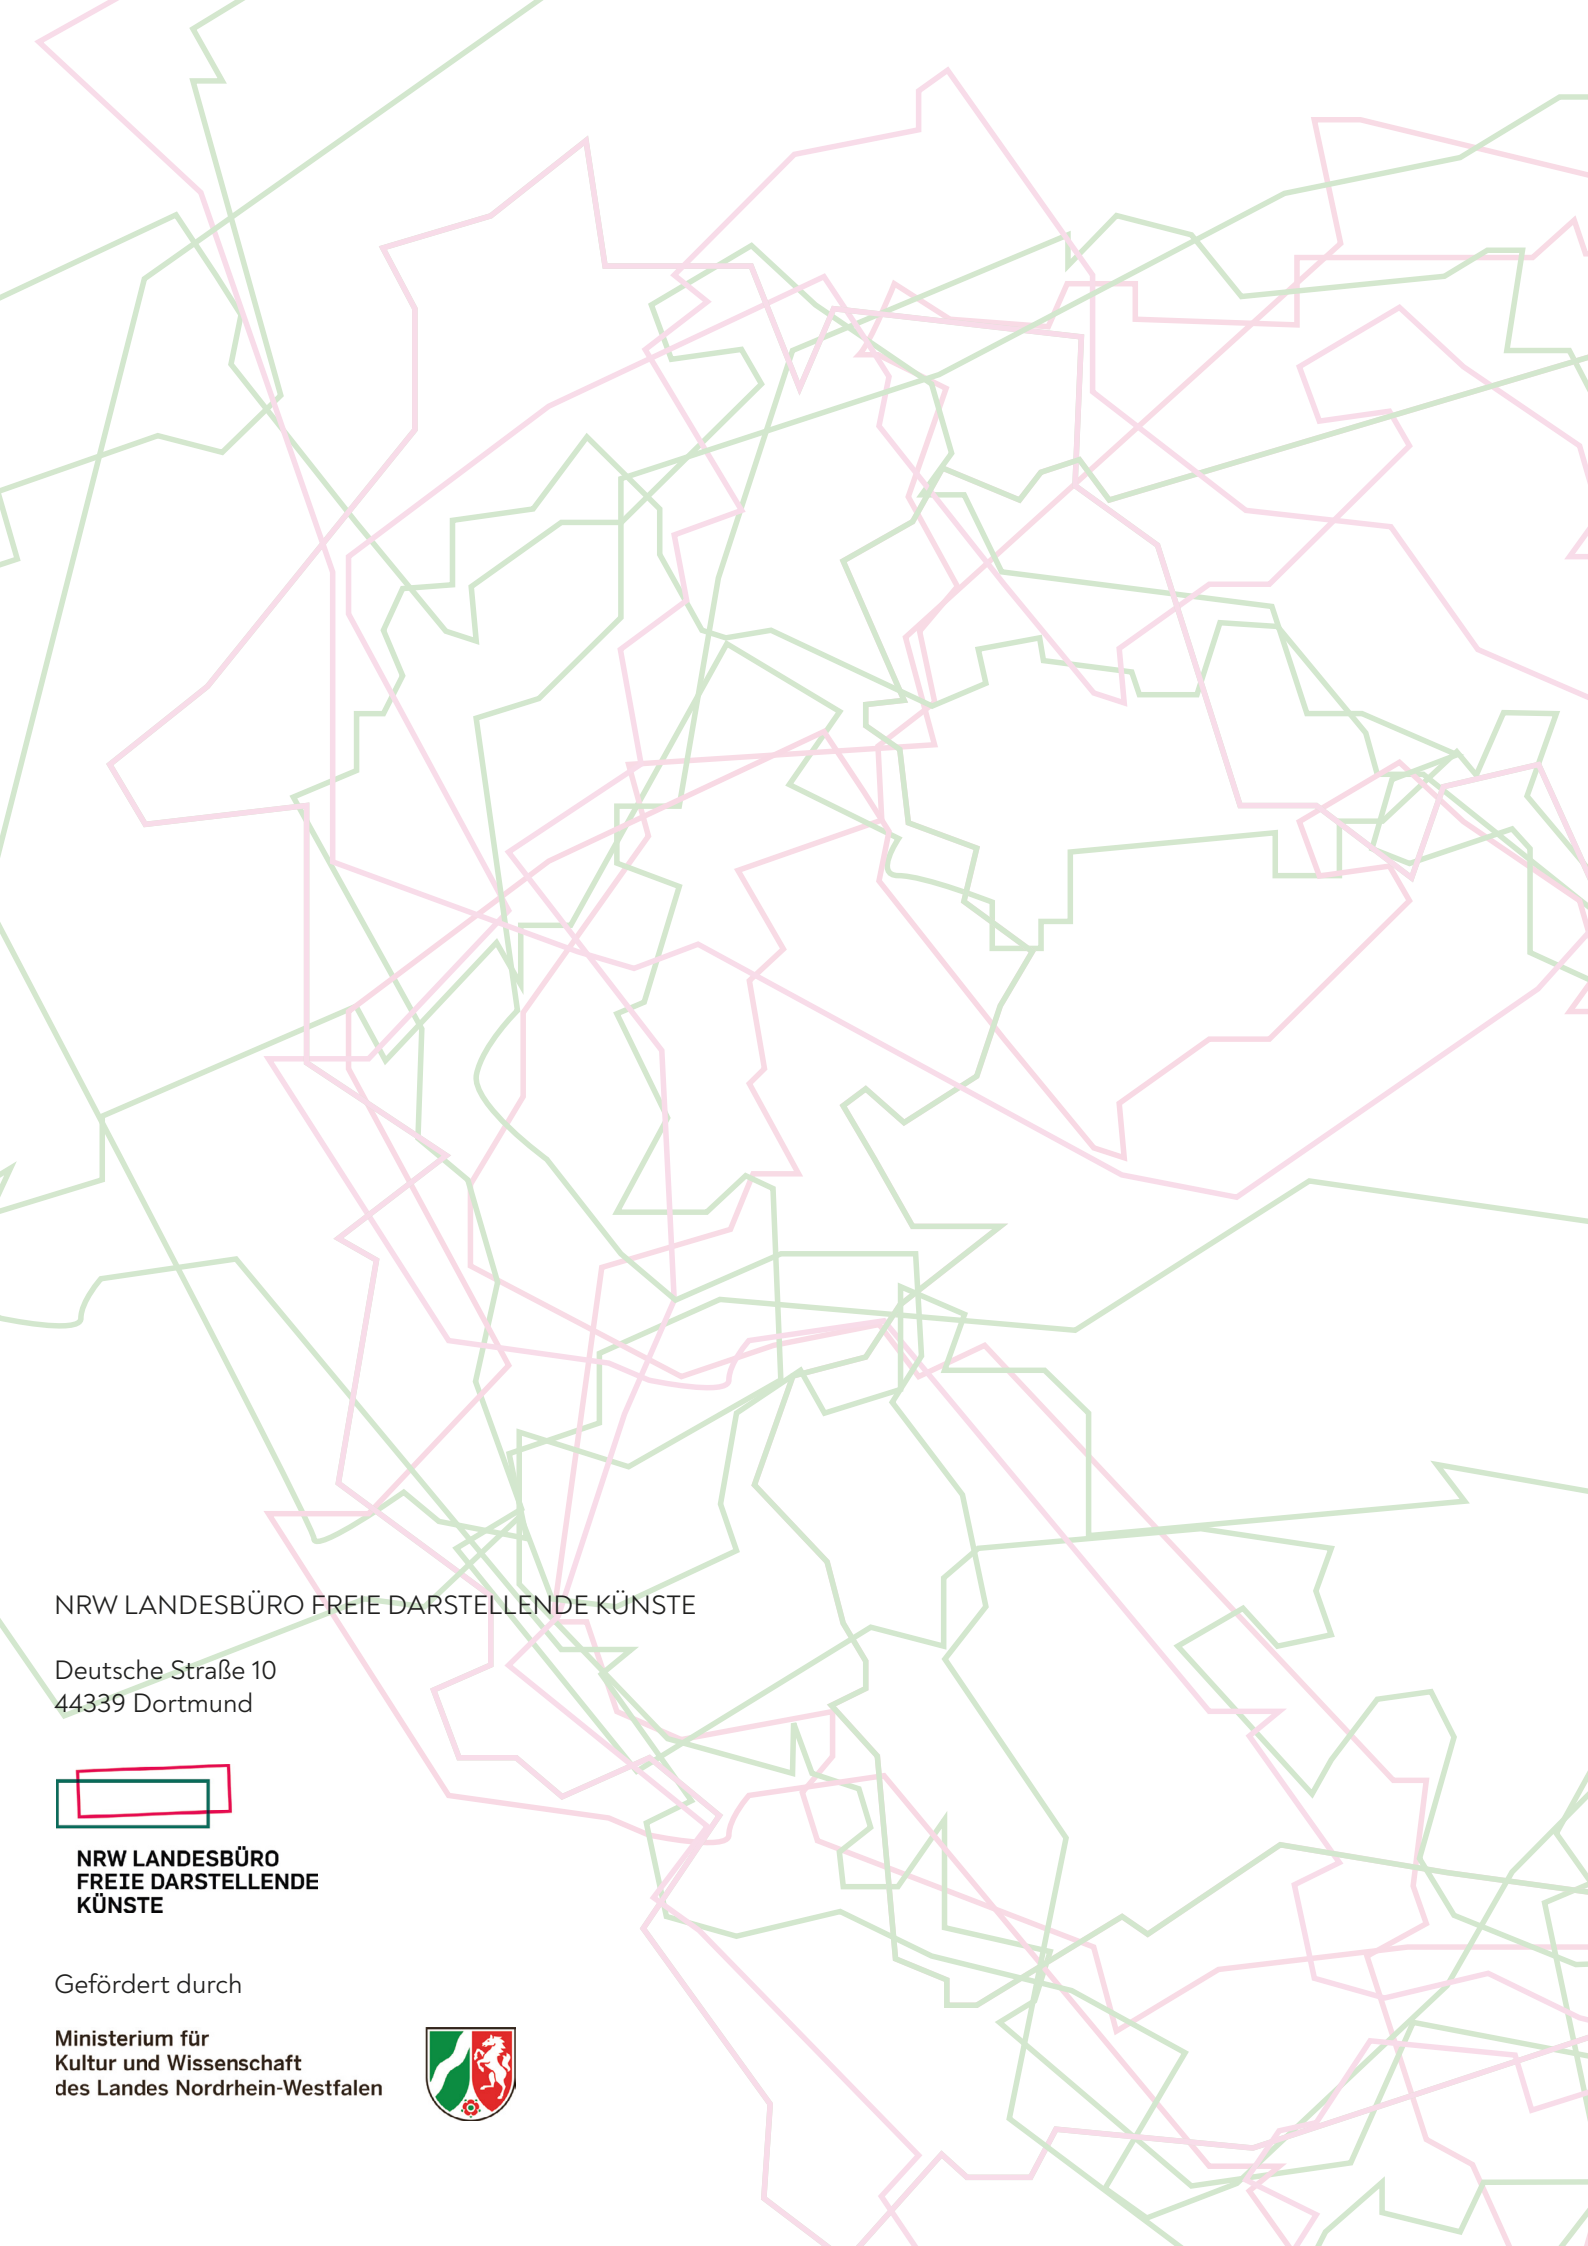 NRW LANDESBÜRO FREIE DARSTELLENDE KÜNSTE
Deutsche Straße 10
44339 Dortmund
NRW LANDESBÜRO
FREIE DARSTELLENDE
KÜNSTE
Gefördert durch
Ministerium für
Kultur und Wissenschaft
des Landes Nordrhein-Westfalen